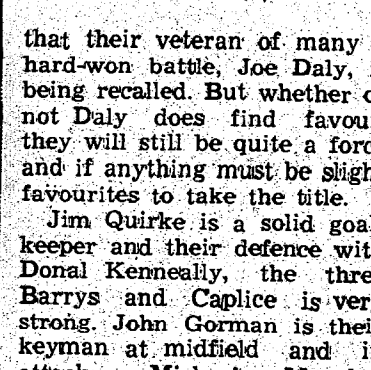 that their veteran of many
hard-won battle, Joe Daly,
being recalled. But whether
not Daly does find favou
they will still be quite a forc
and if anything must be sligh
favourites to take the title.
Jim Quirke is a solid goal
keeper and their defence wit
Donal Kenneally, the thre
Barrys and Caplice is ver
strong. John Gorman is thei
keyman at midfield and i